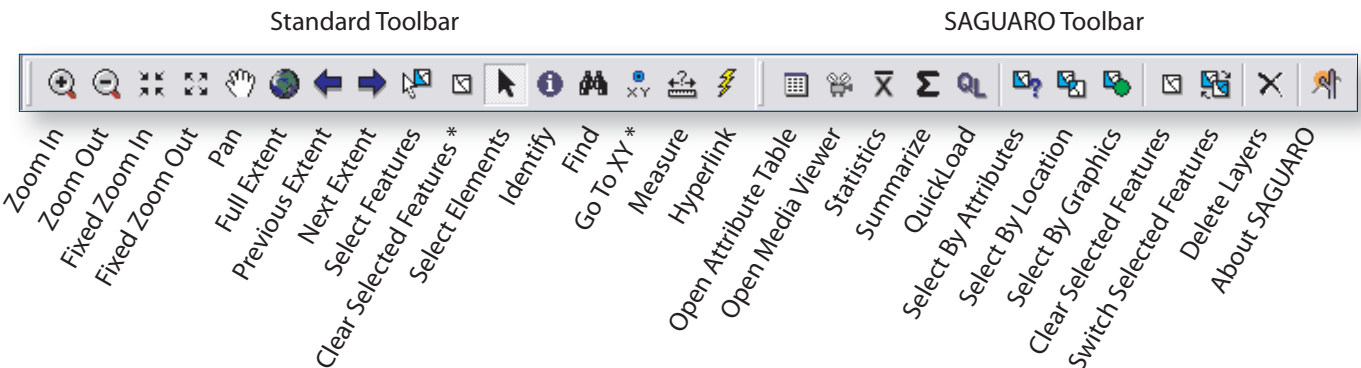 Standard Toolbar
SAGUARO Toolbar
XY
?
X
Σ
QL
?
Zoom In
Zoom Out
Fixed Zoom In
Fixed Zoom Out
Pan
Full Extent
Previous Extent
Next Extent
Select Features
Clear Selected Features *
Select Elements
Identify
Find
Go To XY *
Measure
Hyperlink
Open Attribute Table
Open Media Viewer
Statistics
Summarize
QuickLoad
Select By Attributes
Select By Location
Select By Graphics
Clear Selected Features
Switch Selected Features
Delete Layers
About SAGUARO